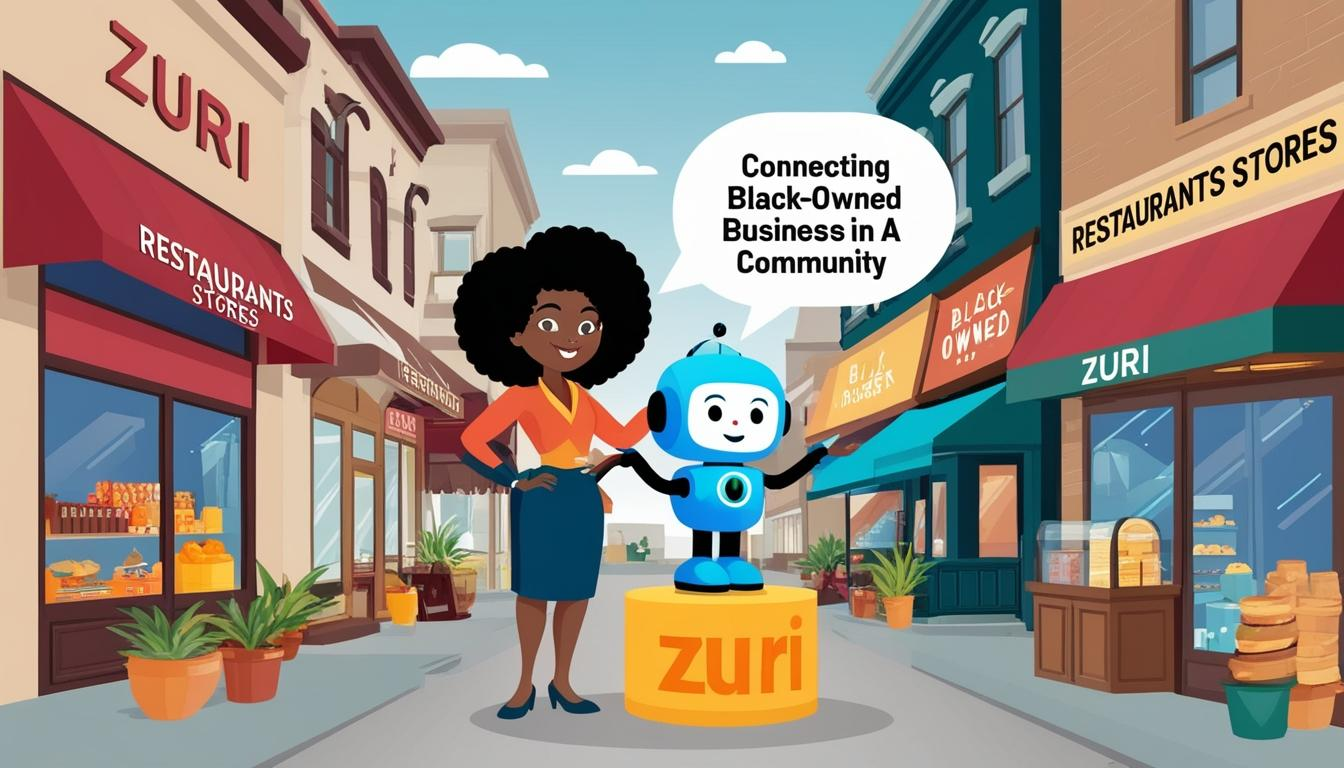 ZURI
RESTAURANTS
STORES
Connecting
Black-Owned
Business in A
Community
BLACK
OWNED
RESTAURANTS STORES
ZURI
zuri